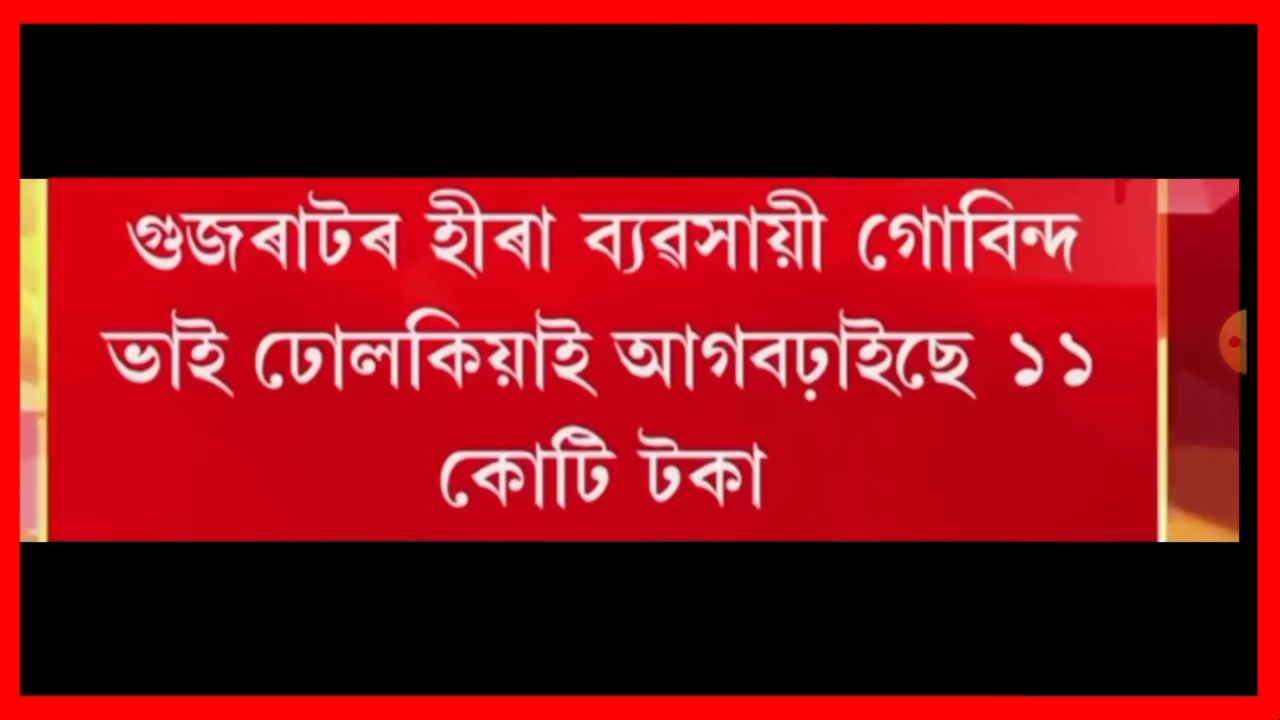 গুজৰাটৰ হীৰা ব্যৱসায়ী গোবিন্দ
ভাই ঢোলকিয়াই আগবঢ়াইছে ১১
কোটি টকা